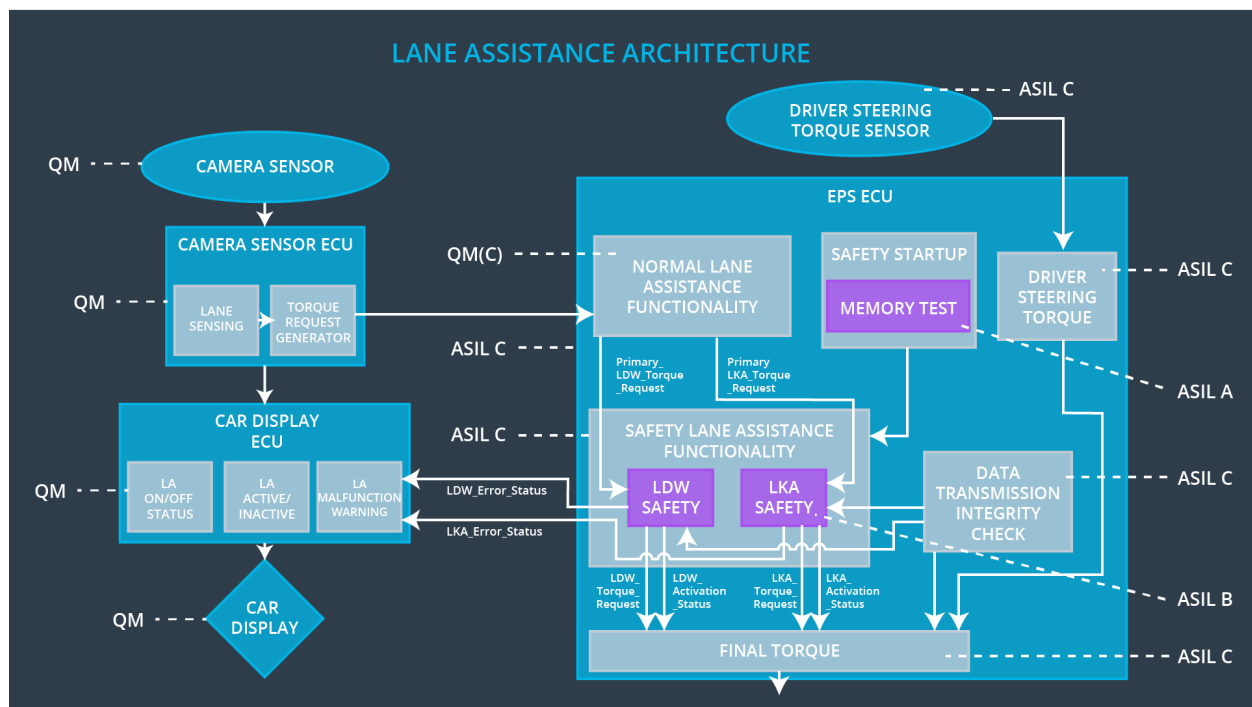 LANE ASSISTANCE ARCHITECTURE
ASIL C
DRIVER STEERING
TORQUE SENSOR
QM
CAMERA SENSOR
EPS ECU
CAMERA SENSOR ECU
QM(C)
NORMAL LANE
ASSISTANCE
FUNCTIONALITY
SAFETY STARTUP
MEMORY TEST
DRIVER
STEERING
TORQUE
ASIL C
QM
LANE
SENSING
TORQUE
REQUEST
GENERATOR
ASIL C
Primary_
LDW_Torque
_Request
Primary
LKA_Torque
_Request
ASIL A
CAR DISPLAY
ECU
ASIL C
SAFETY LANE ASSISTANCE
FUNCTIONALITY
QM
LA
ON/OFF
STATUS
LA
ACTIVE/
INACTIVE
LA
MALFUNCTION
WARNING
LDW_Error_Status
LKA_Error_Status
LDW
SAFETY
LKA
SAFETY
DATA
TRANSMISSION
INTEGRITY
CHECK
ASIL C
LDW_
Torque_
Request
LDW_
Activation
_Status
LKA_
Torque_
Request
LKA_
Activation
_Status
ASIL B
QM
CAR
DISPLAY
FINAL TORQUE
ASIL C